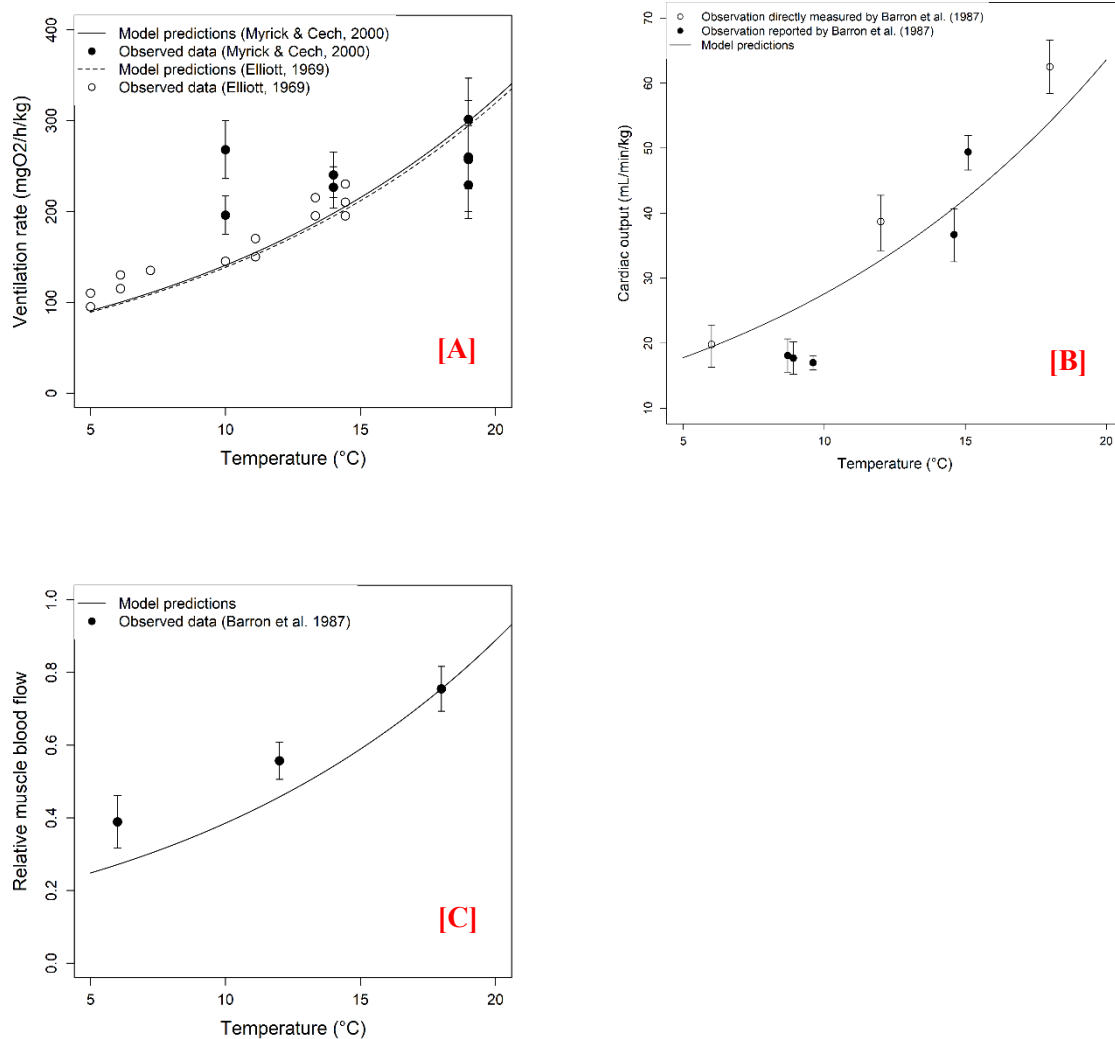 Model predictions (Myrick & Cech, 2000)
Observed data (Myrick & Cech, 2000)
Model predictions (Elliott, 1969)
Observed data (Elliott, 1969)
400
300
200
100
0
Ventilation rate (mgO2/h/kg)
[A]
5 10 15 20
Temperature (°C)
Observation directly measured by Barron et al. (1987)
Observation reported by Barron et al. (1987)
Model predictions
70
60
50
40
30
20
10
Cardiac output (mL/min/kg)
[B]
5 10 15 20
Temperature (°C)
Model predictions
Observed data (Barron et al. 1987)
1.0
0.8
0.6
0.4
0.2
0.0
Relative muscle blood flow
[C]
5 10 15 20
Temperature (°C)